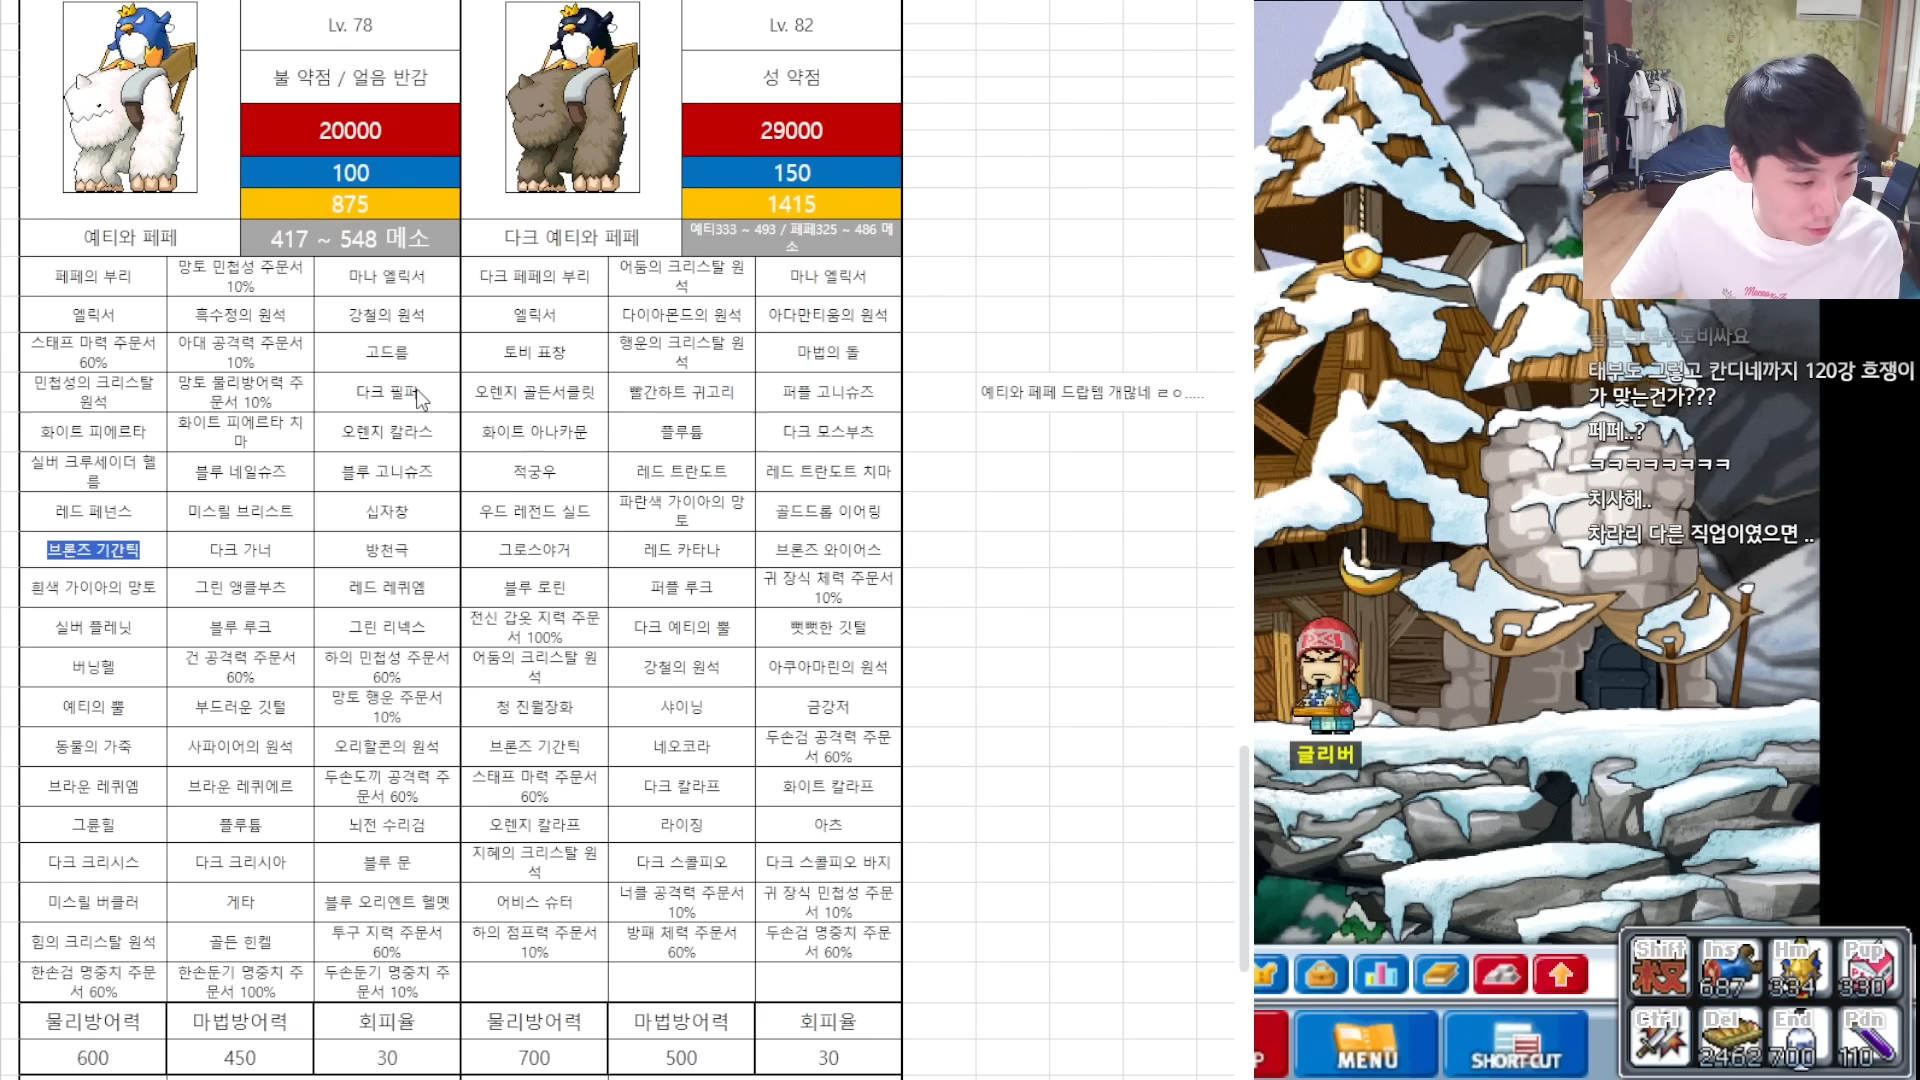 Lv. 78
Lv. 82
불 약점 / 얼음 반감
성 약점
20000
29000
100
150
875
1415
예티와 페페
417 ~ 548 메소
다크 예티와 페페
예티333 ~ 493 / 페페325 ~ 486 메
소
페페의 부리
망토 민첩성 주문서
10%
마나 엘릭서
다크 페페의 부리
어둠의 크리스탈 원
석
마나 엘릭서
엘릭서
흑수정의 원석
강철의 원석
엘릭서
다이아몬드의 원석
아다만티움의 원석
스태프 마력 주문서
60%
아대 공격력 주문서
10%
고드름
토비 표창
행운의 크리스탈 원
석
마법의 돌
민첩성의 크리스탈
원석
망토 물리방어력 주
문서 10%
다크 필퍼
오렌지 골든서클릿
빨간하트 귀고리
퍼플 고니슈즈
예티와 페페 드랍템 개많네 ㄹㅇ.....
화이트 피에르타
화이트 피에르타 치
마
오렌지 칼라스
화이트 아나카문
플루튬
다크 모스부츠
실버 크루세이더 헬
름
블루 네일슈즈
블루 고니슈즈
적궁우
레드 트란도트
레드 트란도트 치마
레드 페넌스
미스릴 브리스트
십자창
우드 레전드 실드
파란색 가이아의 망
토
골드드롭 이어링
브론즈 기간틱
다크 가너
방천극
그로스야거
레드 카타나
브론즈 와이어스
흰색 가이아의 망토
그린 앵클부츠
레드 레퀴엠
블루 로린
퍼플 루크
귀 장식 체력 주문서
10%
실버 플레닛
블루 루크
그린 리넥스
전신 갑옷 지력 주문
서 100%
다크 예티의 뿔
뻣뻣한 깃털
버닝헬
건 공격력 주문서
60%
하의 민첩성 주문서
60%
어둠의 크리스탈 원
석
강철의 원석
아쿠아마린의 원석
예티의 뿔
부드러운 깃털
망토 행운 주문서
10%
청 진월장화
샤이닝
금강저
동물의 가죽
사파이어의 원석
오리할콘의 원석
브론즈 기간틱
네오코라
두손검 공격력 주문
서 60%
브라운 레퀴엠
브라운 레퀴에르
두손도끼 공격력 주
문서 60%
스태프 마력 주문서
60%
다크 칼라프
화이트 칼라프
그륜힐
플루튬
뇌전 수리검
오렌지 칼라프
라이징
아츠
다크 크리시스
다크 크리시아
블루 문
지혜의 크리스탈 원
석
다크 스콜피오
다크 스콜피오 바지
미스릴 버클러
게타
블루 오리엔트 헬멧
어비스 슈터
너클 공격력 주문서
10%
귀 장식 민첩성 주문
서 10%
힘의 크리스탈 원석
골든 힌켈
투구 지력 주문서
60%
하의 점프력 주문서
10%
방패 체력 주문서
60%
두손검 명중치 주문
서 60%
한손검 명중치 주문
서 60%
한손둔기 명중치 주
문서 100%
두손둔기 명중치 주
문서 10%
물리방어력
마법방어력
회피율
물리방어력
마법방어력
회피율
600
450
30
700
500
30
태부도 그렇고 칸디네까지 120강 흐쟁이
가 맞는건가???
페페..?
ㅋㅋㅋㅋㅋㅋㅋㅋ
치사해..
차라리 다른 직업이였으면 ..
글리버
MENU
SHORT CUT
Shift
Ins
687
Hm
334
Pup
330
Ctrl
Del
2462
End
700
Pdn
110